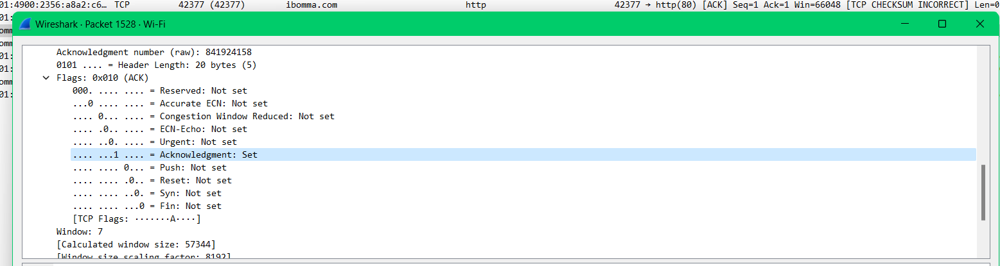 01:4900:2356:a8a2:c6… TCP 42377 (42377) ibomma.com http 42377 → http(80) [ACK] Seq=1 Ack=1 Win=66048 [TCP CHECKSUM INCORRECT] Len=0
01:
Wireshark · Packet 1528 · Wi-Fi
omm
omm
01:
01:
omm
01:
Acknowledgment number (raw): 841924158
0101 .... = Header Length: 20 bytes (5)
Flags: 0x010 (ACK)
000. .... .... = Reserved: Not set
...0 .... .... = Accurate ECN: Not set
.... 0... .... = Congestion Window Reduced: Not set
.... .0.. .... = ECN-Echo: Not set
.... ..0. .... = Urgent: Not set
.... ...1 .... = Acknowledgment: Set
.... .... 0... = Push: Not set
.... .... .0.. = Reset: Not set
.... .... ..0. = Syn: Not set
.... .... ...0 = Fin: Not set
[TCP Flags: ·······A····]
Window: 7
[Calculated window size: 57344]
[Window size scaling factor: 8192]